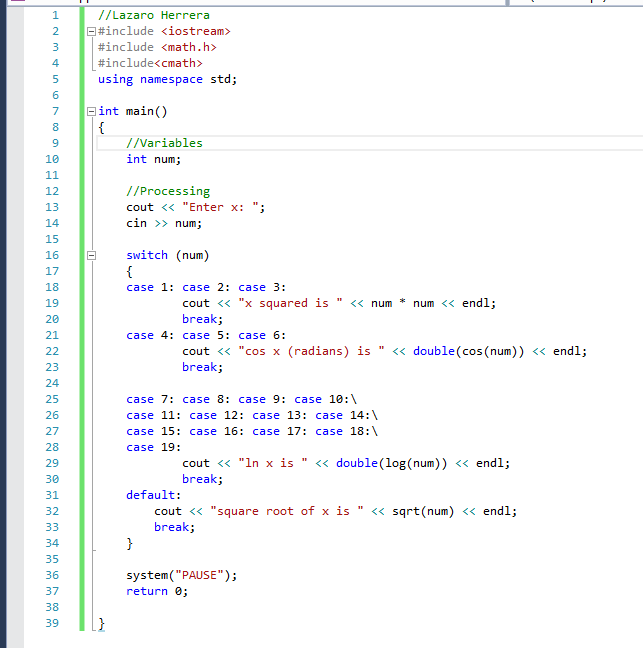 1 //Lazaro Herrera
2 #include <iostream>
3 #include <math.h>
4 #include<cmath>
5 using namespace std;
6
7 int main()
8 {
9 //Variables
10 int num;
11
12 //Processing
13 cout << "Enter x: ";
14 cin >> num;
15
16 switch (num)
17 {
18 case 1: case 2: case 3:
19 cout << "x squared is " << num * num << endl;
20 break;
21 case 4: case 5: case 6:
22 cout << "cos x (radians) is " << double(cos(num)) << endl;
23 break;
24
25 case 7: case 8: case 9: case 10:\
26 case 11: case 12: case 13: case 14:\
27 case 15: case 16: case 17: case 18:\
28 case 19:
29 cout << "ln x is " << double(log(num)) << endl;
30 break;
31 default:
32 cout << "square root of x is " << sqrt(num) << endl;
33 break;
34 }
35
36 system("PAUSE");
37 return 0;
38
39 }